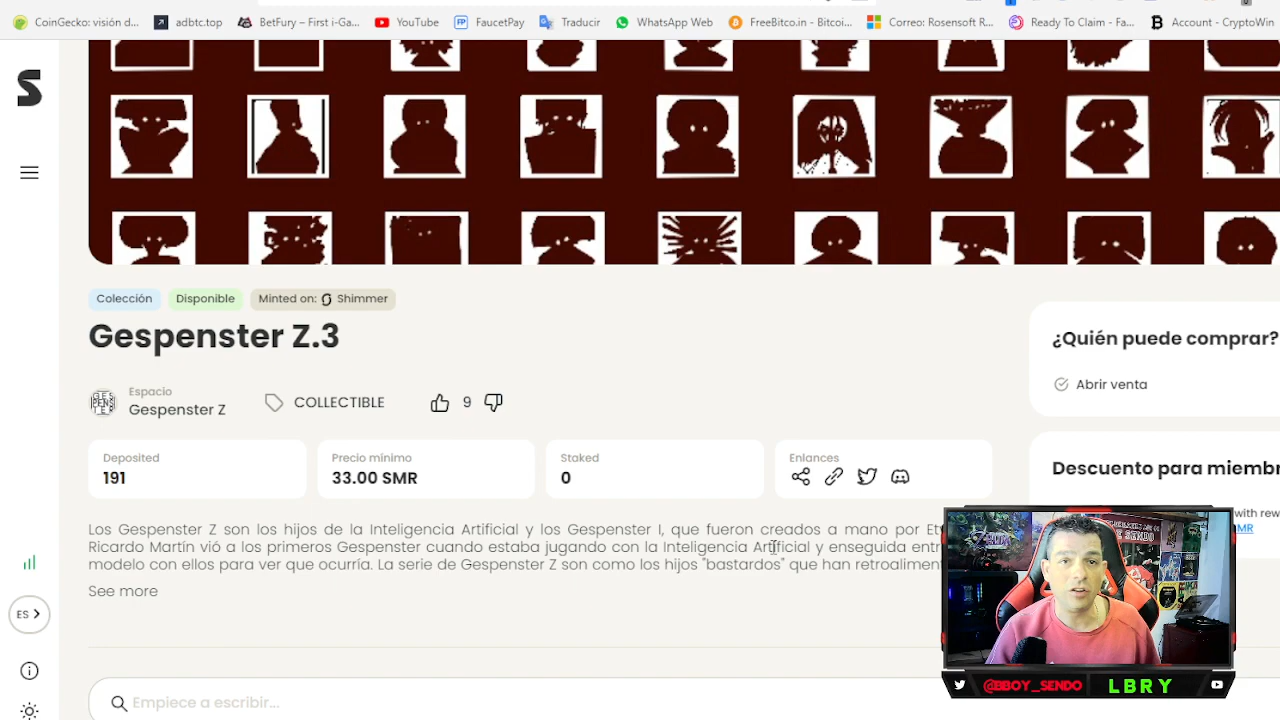 CoinGecko: visión d...
adbtc.top
BetFury – First i-Ga...
YouTube
FaucetPay
Traducir
WhatsApp Web
FreeBitco.in - Bitcoi...
Correo: Rosensoft R...
Ready To Claim - Fa...
Account - CryptoWin
Colección
Disponible
Minted on: Shimmer
Gespenster Z.3
Espacio
Gespenster Z
COLLECTIBLE
9
Deposited
191
Precio mínimo
33.00 SMR
Staked
0
Enlances
Los Gespenster Z son los hijos de la Inteligencia Artificial y los Gespenster I, que fueron creados a mano por
Ricardo Martín vió a los primeros Gespenster cuando estaba jugando con la Inteligencia Artificial y enseguida
modelo con ellos para ver que ocurría. La serie de Gespenster Z son como los hijos "bastardos" que han
See more
Empiece a escribir...
¿Quién puede comprar?
Abrir venta
Descuento para
with
ES
@BBOY_SENDO
LBRY